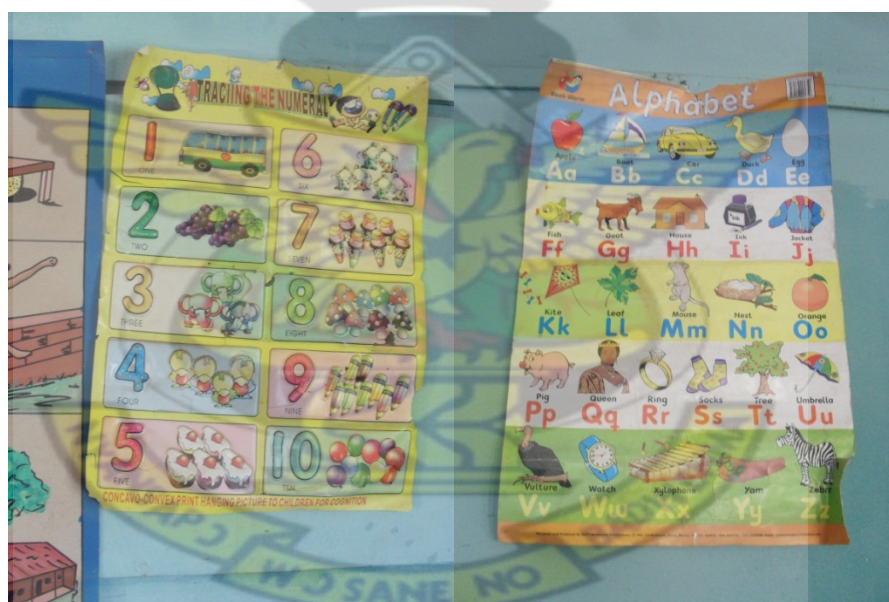 TRACIING THE NUMERAL
1
ONE
6
SIX
2
TWO
7
SEVEN
3
THREE
8
EIGHT
4
FOUR
9
NINE
5
FIVE
10
TEN
CONCAVO-CONVEX PRINT HANGING PICTURE TO CHILDREN FOR COGNITION
Alphabet
Apple Boat Car Duck Egg
Aa Bb Cc Dd Ee
Fish Goat House Ink Jacket
Ff Gg Hh Ii Jj
Kite Leaf Mouse Nest Orange
Kk Ll Mm Nn Oo
Pig Queen Ring Socks Tree Umbrella
Pp Qq Rr Ss Tt Uu
Vulture Watch Xylophone Yam Zebra
Vv Ww Xx Yy Zz
SANE NO